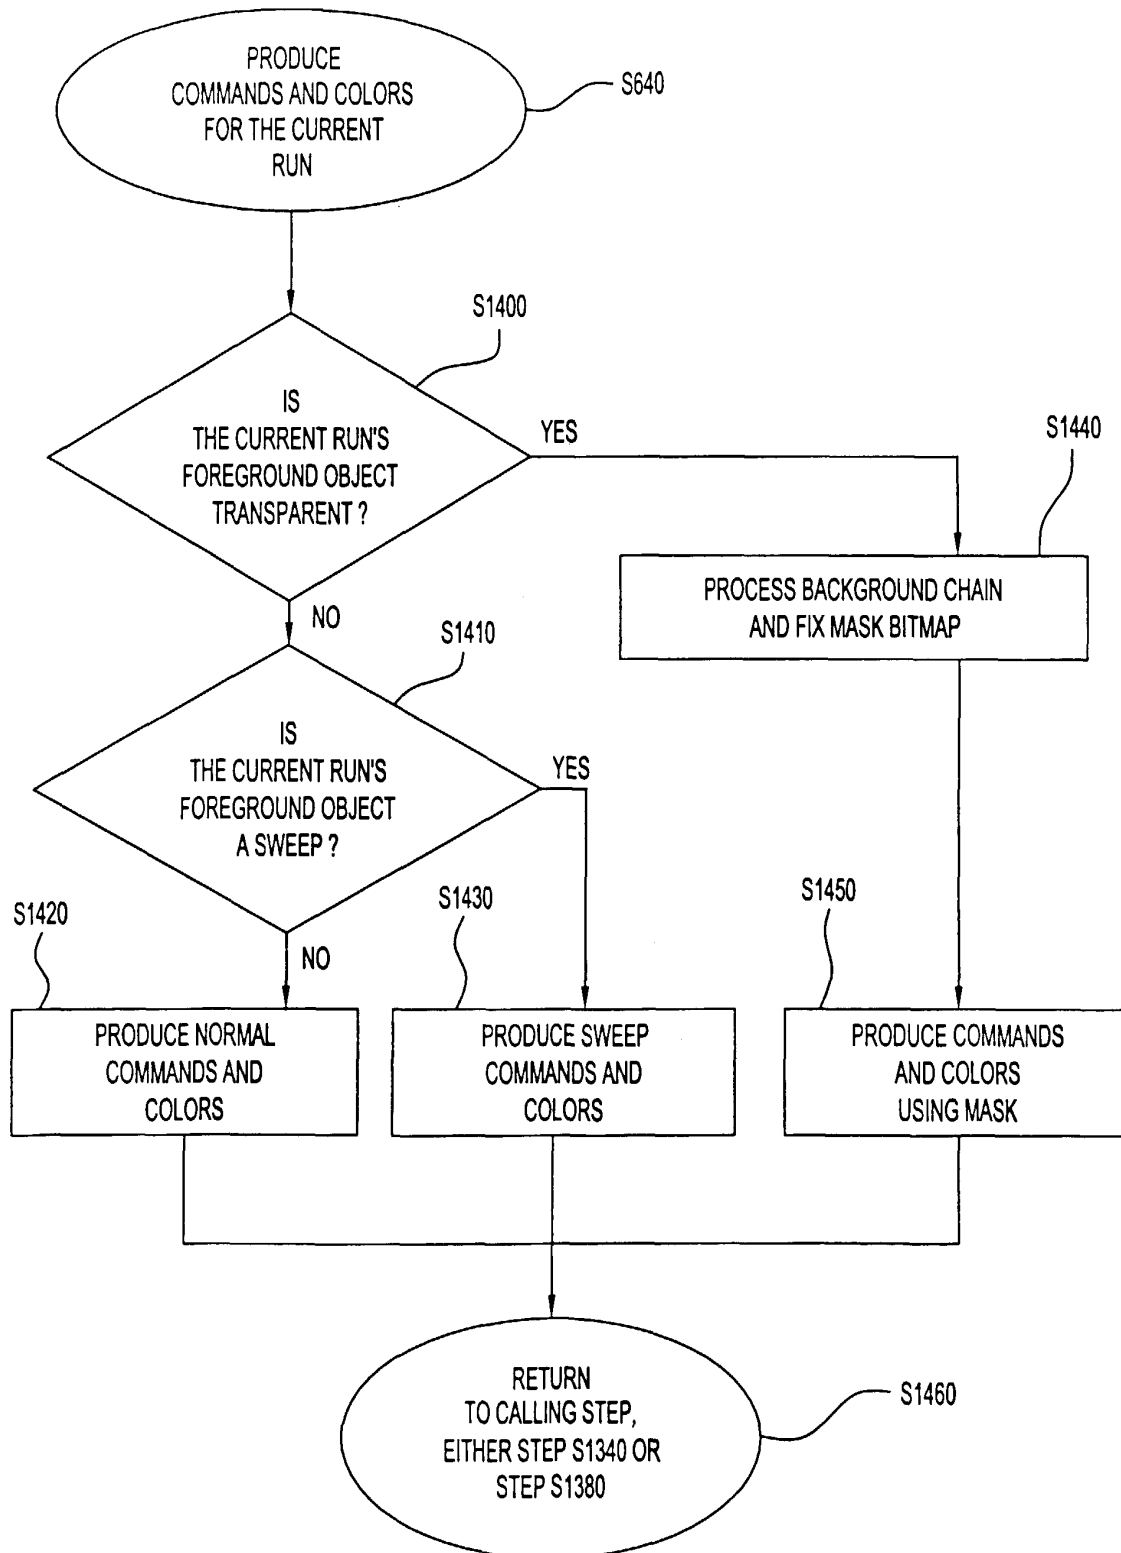 PRODUCE
COMMANDS AND COLORS
FOR THE CURRENT
RUN
S640
S1400
IS
THE CURRENT RUN'S
FOREGROUND OBJECT
TRANSPARENT ?
YES
NO
S1440
PROCESS BACKGROUND CHAIN
AND FIX MASK BITMAP
S1410
IS
THE CURRENT RUN'S
FOREGROUND OBJECT
A SWEEP ?
YES
NO
S1420
PRODUCE NORMAL
COMMANDS AND
COLORS
S1430
PRODUCE SWEEP
COMMANDS AND
COLORS
S1450
PRODUCE COMMANDS
AND COLORS
USING MASK
RETURN
TO CALLING STEP,
EITHER STEP S1340 OR
STEP S1380
S1460